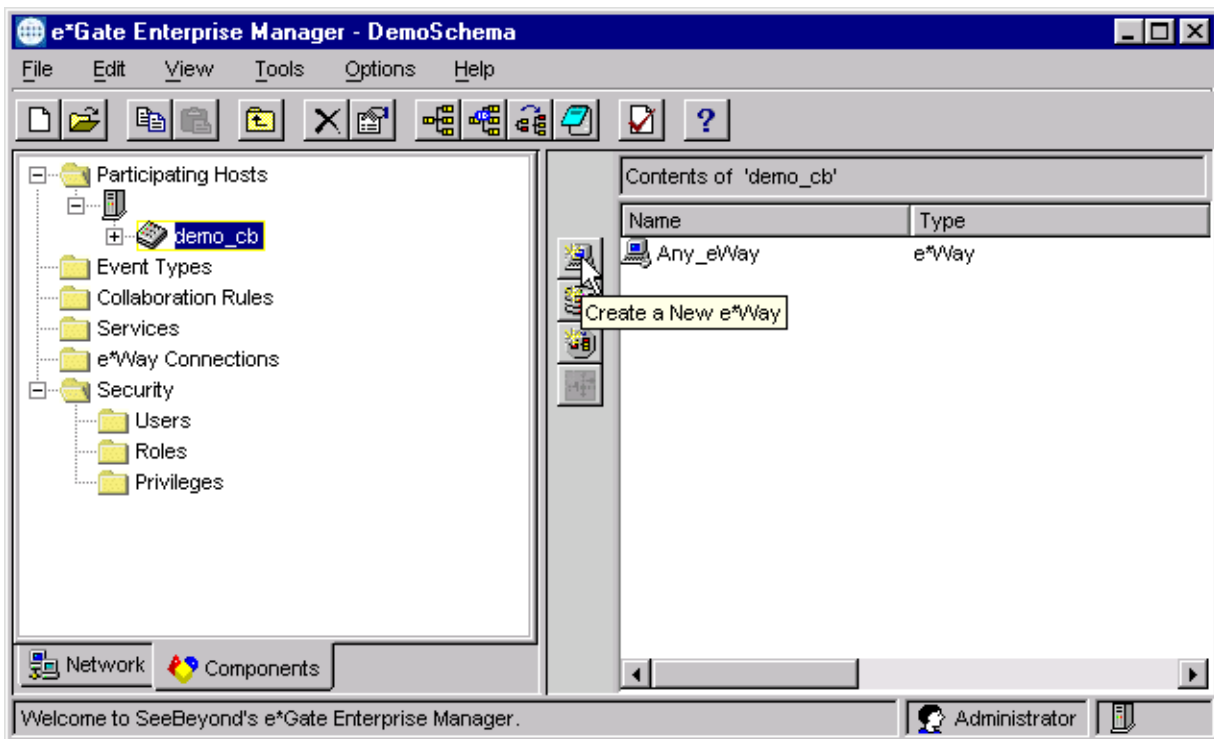 e*Gate Enterprise Manager - DemoSchema
File Edit View Tools Options Help
?
Participating Hosts
demo_cb
Event Types
Collaboration Rules
Services
e*Way Connections
Security
Users
Roles
Privileges
Network Components
Contents of 'demo_cb'
Name Type
Any_eWay e*Way
Create a New e*Way
Welcome to SeeBeyond's e*Gate Enterprise Manager. Administrator